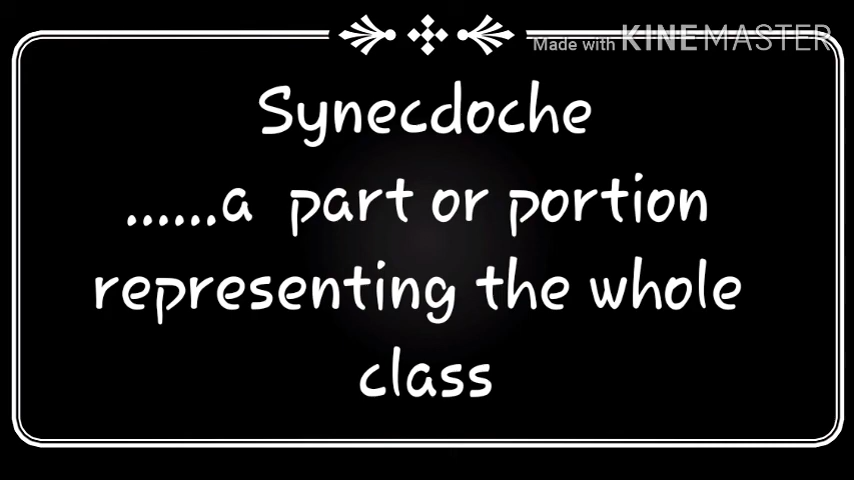 Made with KINEMASTER
Synecdoche
......a part or portion
representing the whole
class